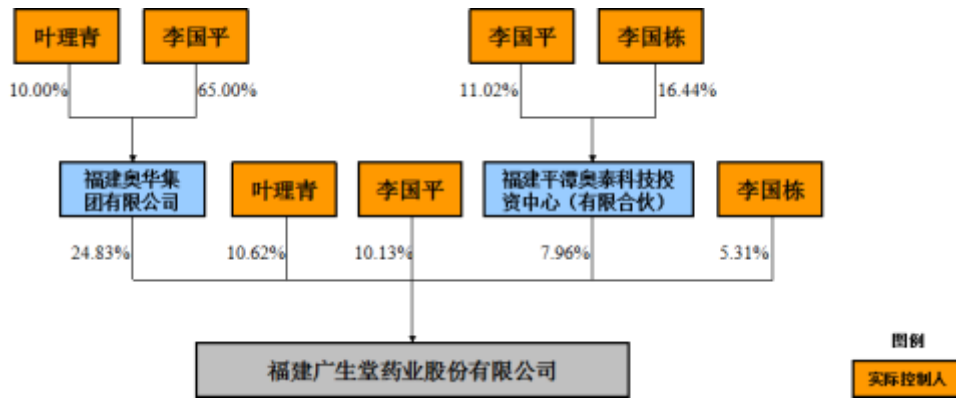 叶理青
李国平
李国平
李国栋
10.00%
65.00%
11.02%
16.44%
福建奥华集
团有限公司
叶理青
李国平
福建平潭奥泰科技投
资中心（有限合伙）
李国栋
24.83%
10.62%
10.13%
7.96%
5.31%
福建广生堂药业股份有限公司
图例
实际控制人